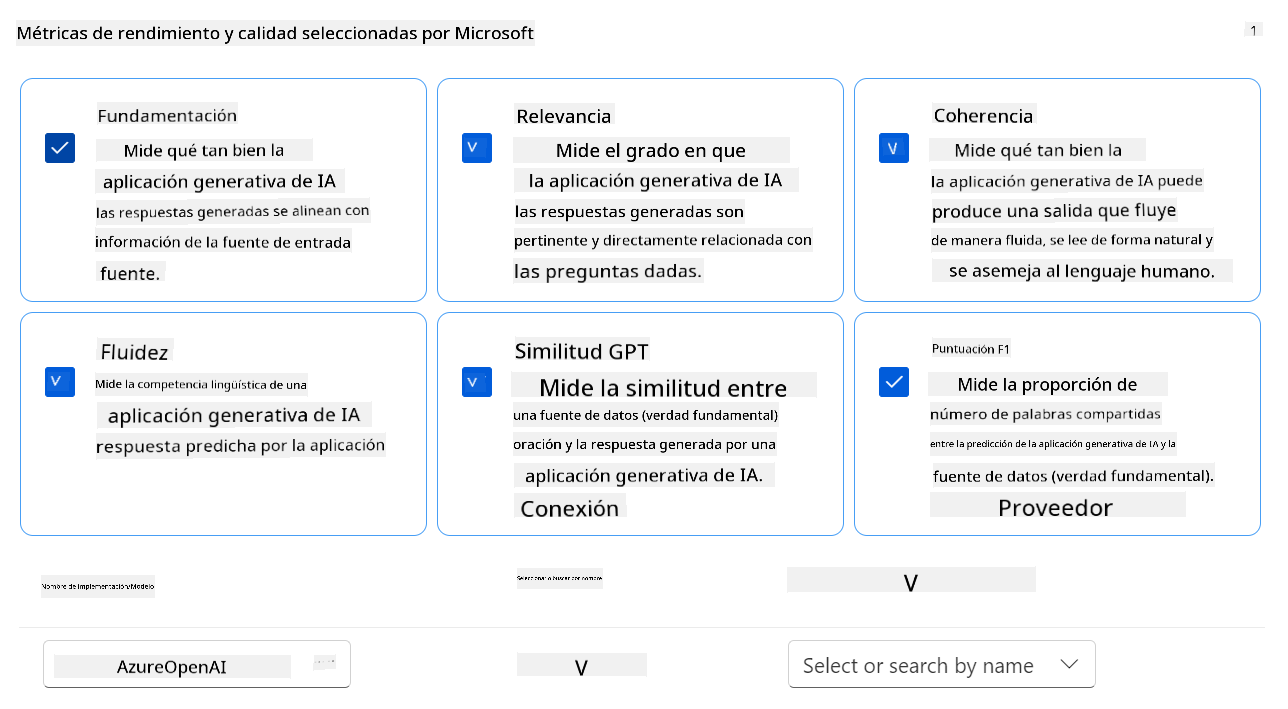 Métricas de rendimiento y calidad seleccionadas por Microsoft
1
Fundamentación
Mide qué tan bien la
aplicación generativa de IA
las respuestas generadas se alinean con
información de la fuente de entrada
fuente.
V
Relevancia
Mide el grado en que
la aplicación generativa de IA
las respuestas generadas son
pertinente y directamente relacionada con
las preguntas dadas.
V
Coherencia
Mide qué tan bien la
la aplicación generativa de IA puede
produce una salida que fluye
de manera fluida, se lee de forma natural y
se asemeja al lenguaje humano.
V
Fluidez
Mide la competencia lingüística de una
aplicación generativa de IA
respuesta predicha por la aplicación
V
Similitud GPT
Mide la similitud entre
una fuente de datos (verdad fundamental)
oración y la respuesta generada por una
aplicación generativa de IA.
Conexión
Puntuación F1
Mide la proporción de
número de palabras compartidas
entre la predicción de la aplicación generativa de IA y la
fuente de datos (verdad fundamental).
Proveedor
Nombre de implementación/Modelo
Seleccionar o buscar por nombre
V
AzureOpenAI
V
Select or search by name